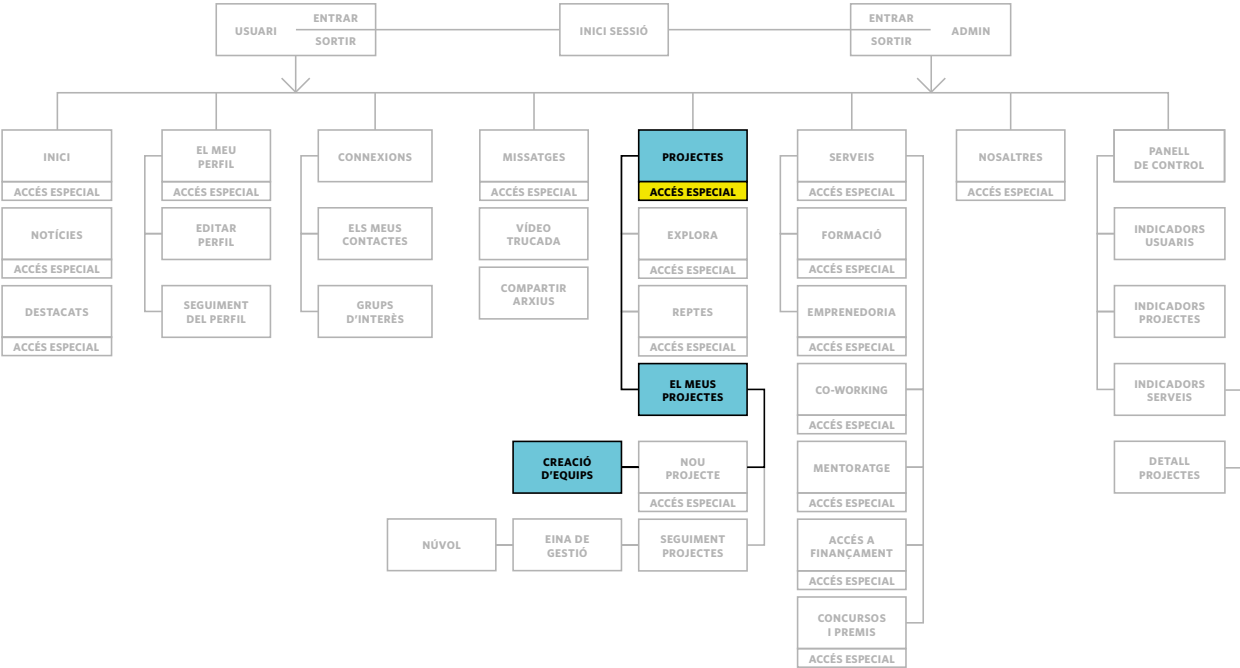 USUARI
ENTRAR
SORTIR
INICI SESSIÓ
ENTRAR
SORTIR
ADMIN
INICI
ACCÉS ESPECIAL
NOTÍCIES
ACCÉS ESPECIAL
DESTACATS
ACCÉS ESPECIAL
EL MEU
PERFIL
ACCÉS ESPECIAL
EDITAR
PERFIL
SEGUIMENT
DEL PERFIL
CONNEXIONS
ELS MEUS
CONTACTES
GRUPS
D'INTERÈS
MISSATGES
ACCÉS ESPECIAL
VÍDEO
TRUCADA
COMPARTIR
ARXIUS
PROJECTES
ACCÉS ESPECIAL
EXPLORA
ACCÉS ESPECIAL
REPTES
ACCÉS ESPECIAL
EL MEUS
PROJECTES
CREACIÓ
D'EQUIPS
NOU
PROJECTE
ACCÉS ESPECIAL
NÚVOL
EINA DE
GESTIÓ
SEGUIMENT
PROJECTES
SERVEIS
ACCÉS ESPECIAL
FORMACIÓ
ACCÉS ESPECIAL
EMPRENEDORIA
ACCÉS ESPECIAL
CO-WORKING
ACCÉS ESPECIAL
MENTORATGE
ACCÉS ESPECIAL
ACCÉS A
FINANÇAMENT
ACCÉS ESPECIAL
CONCURSOS
I PREMIS
ACCÉS ESPECIAL
NOSALTRES
ACCÉS ESPECIAL
PANELL
DE CONTROL
INDICADORS
USUARIS
INDICADORS
PROJECTES
INDICADORS
SERVEIS
DETALL
PROJECTES